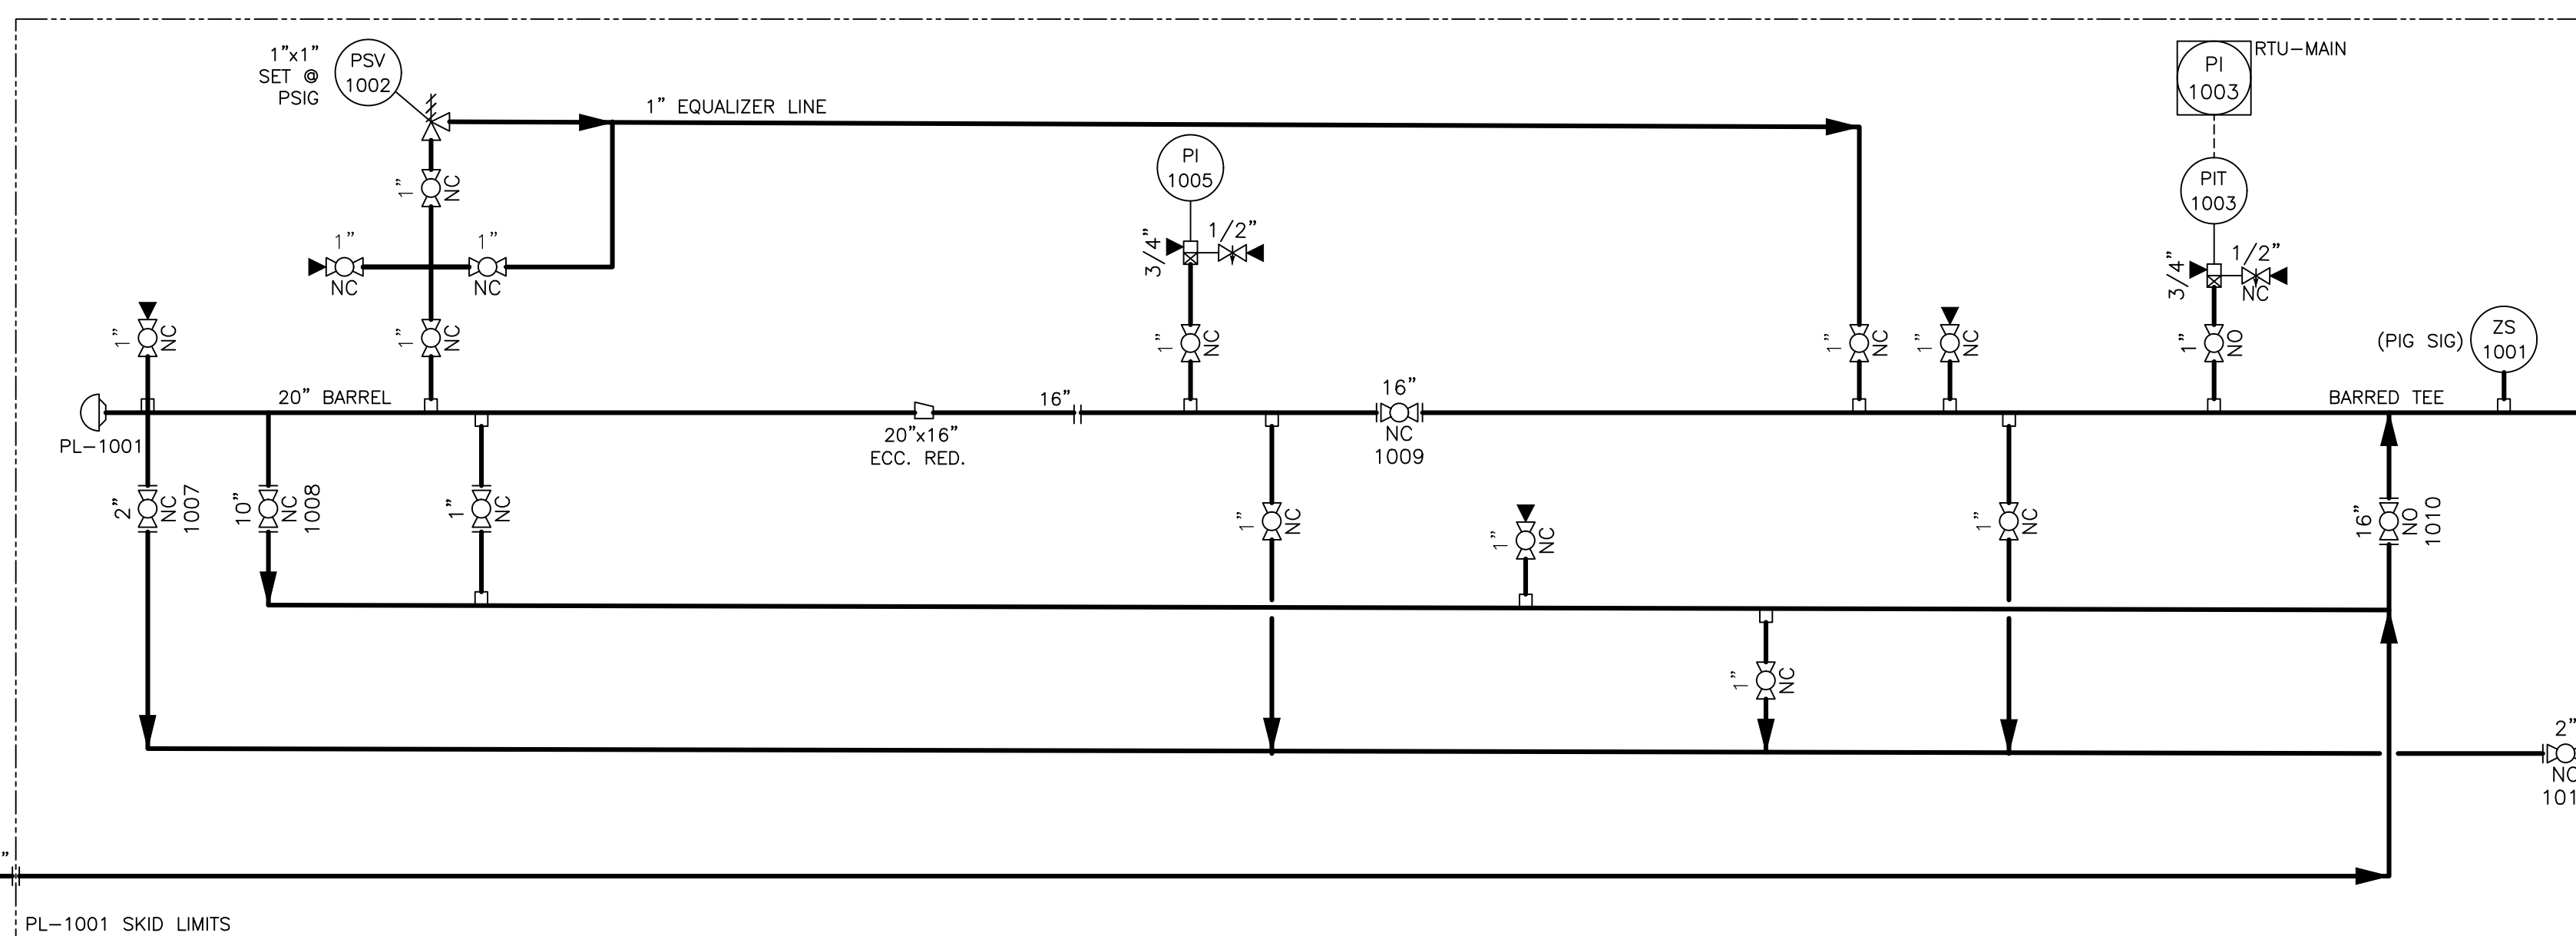 1"x1"
SET @
PSIG
PSV
1002
1" EQUALIZER LINE
PI
1003
RTU-MAIN
PIT
1003
PI
1005
1/2"
3/4"
1/2"
3/4"
NC
1"
NC
1"
NC
1"
NC
1"
NC
1"
NC
1"
NC
1"
NC
1"
NC
1"
NO
(PIG SIG)
ZS
1001
20" BARREL
16"
16"
NC
1009
BARRED TEE
PL-1001
20"x16"
ECC. RED.
2"
NC
1007
10"
NC
1008
1"
NC
1"
NC
1"
NC
1"
NC
16"
NO
1010
1"
NC
2"
NC
101
"
PL-1001 SKID LIMITS